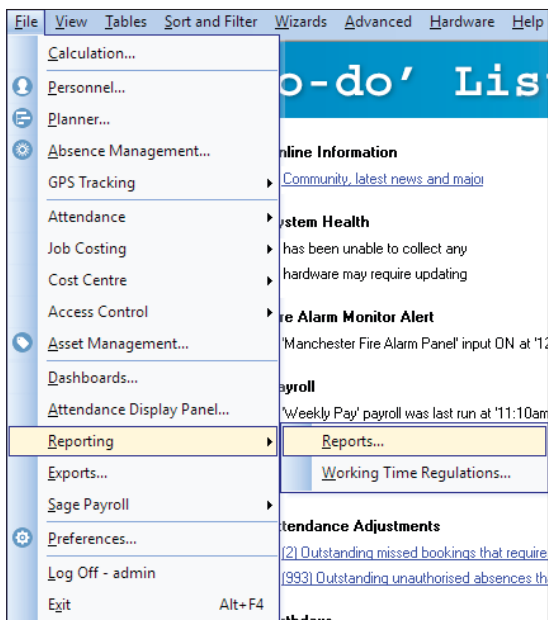 File View Tables Sort and Filter Wizards Advanced Hardware Help
Calculation...
Personnel...
Planner...
Absence Management...
GPS Tracking
Attendance
Job Costing
Cost Centre
Access Control
Asset Management...
Dashboards...
Attendance Display Panel...
Reporting
Exports...
Sage Payroll
Preferences...
Log Off - admin
Exit Alt+F4
Reports...
Working Time Regulations...
o-do' Lis
nline Information
Community, latest news and major
ystem Health
has been unable to collect any
hardware may require updating
re Alarm Monitor Alert
'Manchester Fire Alarm Panel' input ON at '12
ayroll
'Weekly Pay' payroll was last run at '11:10am
ttendance Adjustments
(2) Outstanding missed bookings that require
(993) Outstanding unauthorised absences th